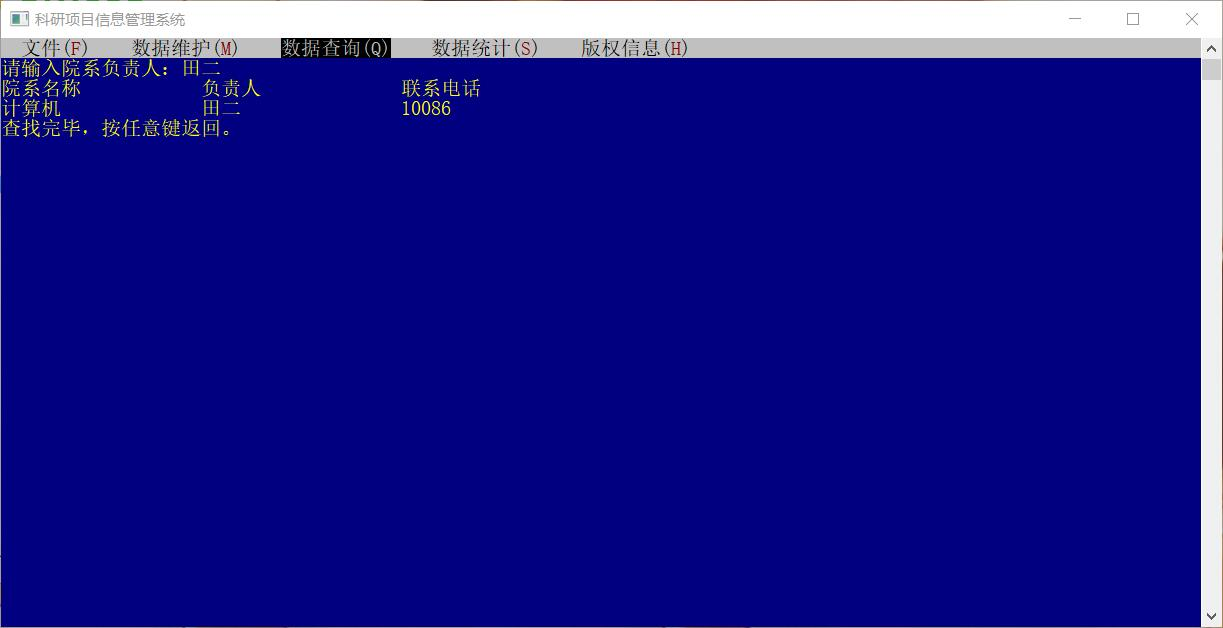 科研项目信息管理系统
文件(F) 数据维护(M) 数据查询(Q) 数据统计(S) 版权信息(H)
请输入院系负责人：田二
院系名称 负责人 联系电话
计算机 田二 10086
查找完毕，按任意键返回。